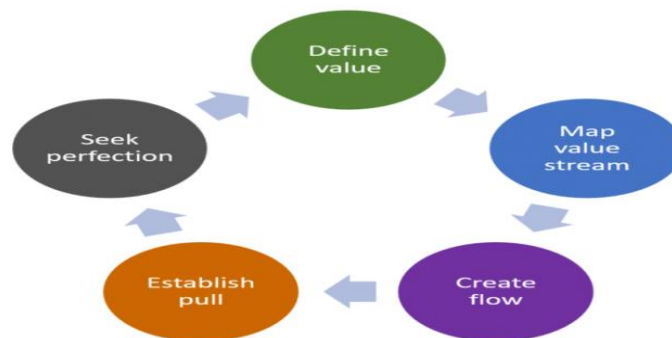 Define
value
Map
value
stream
Create
flow
Establish
pull
Seek
perfection